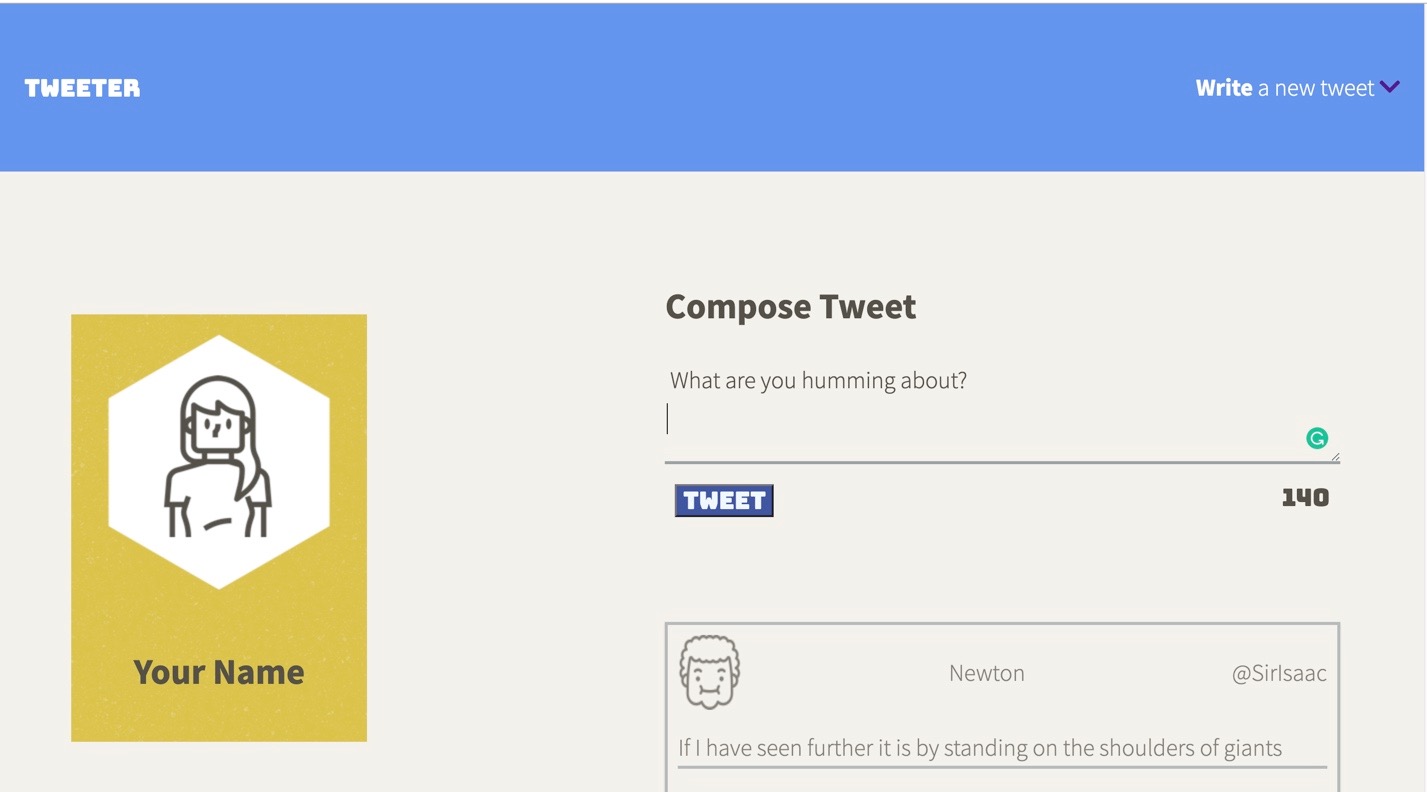 TWEETER
Write a new tweet
Your Name
Compose Tweet
What are you humming about?
TWEET
140
Newton
@SirIsaac
If I have seen further it is by standing on the shoulders of giants